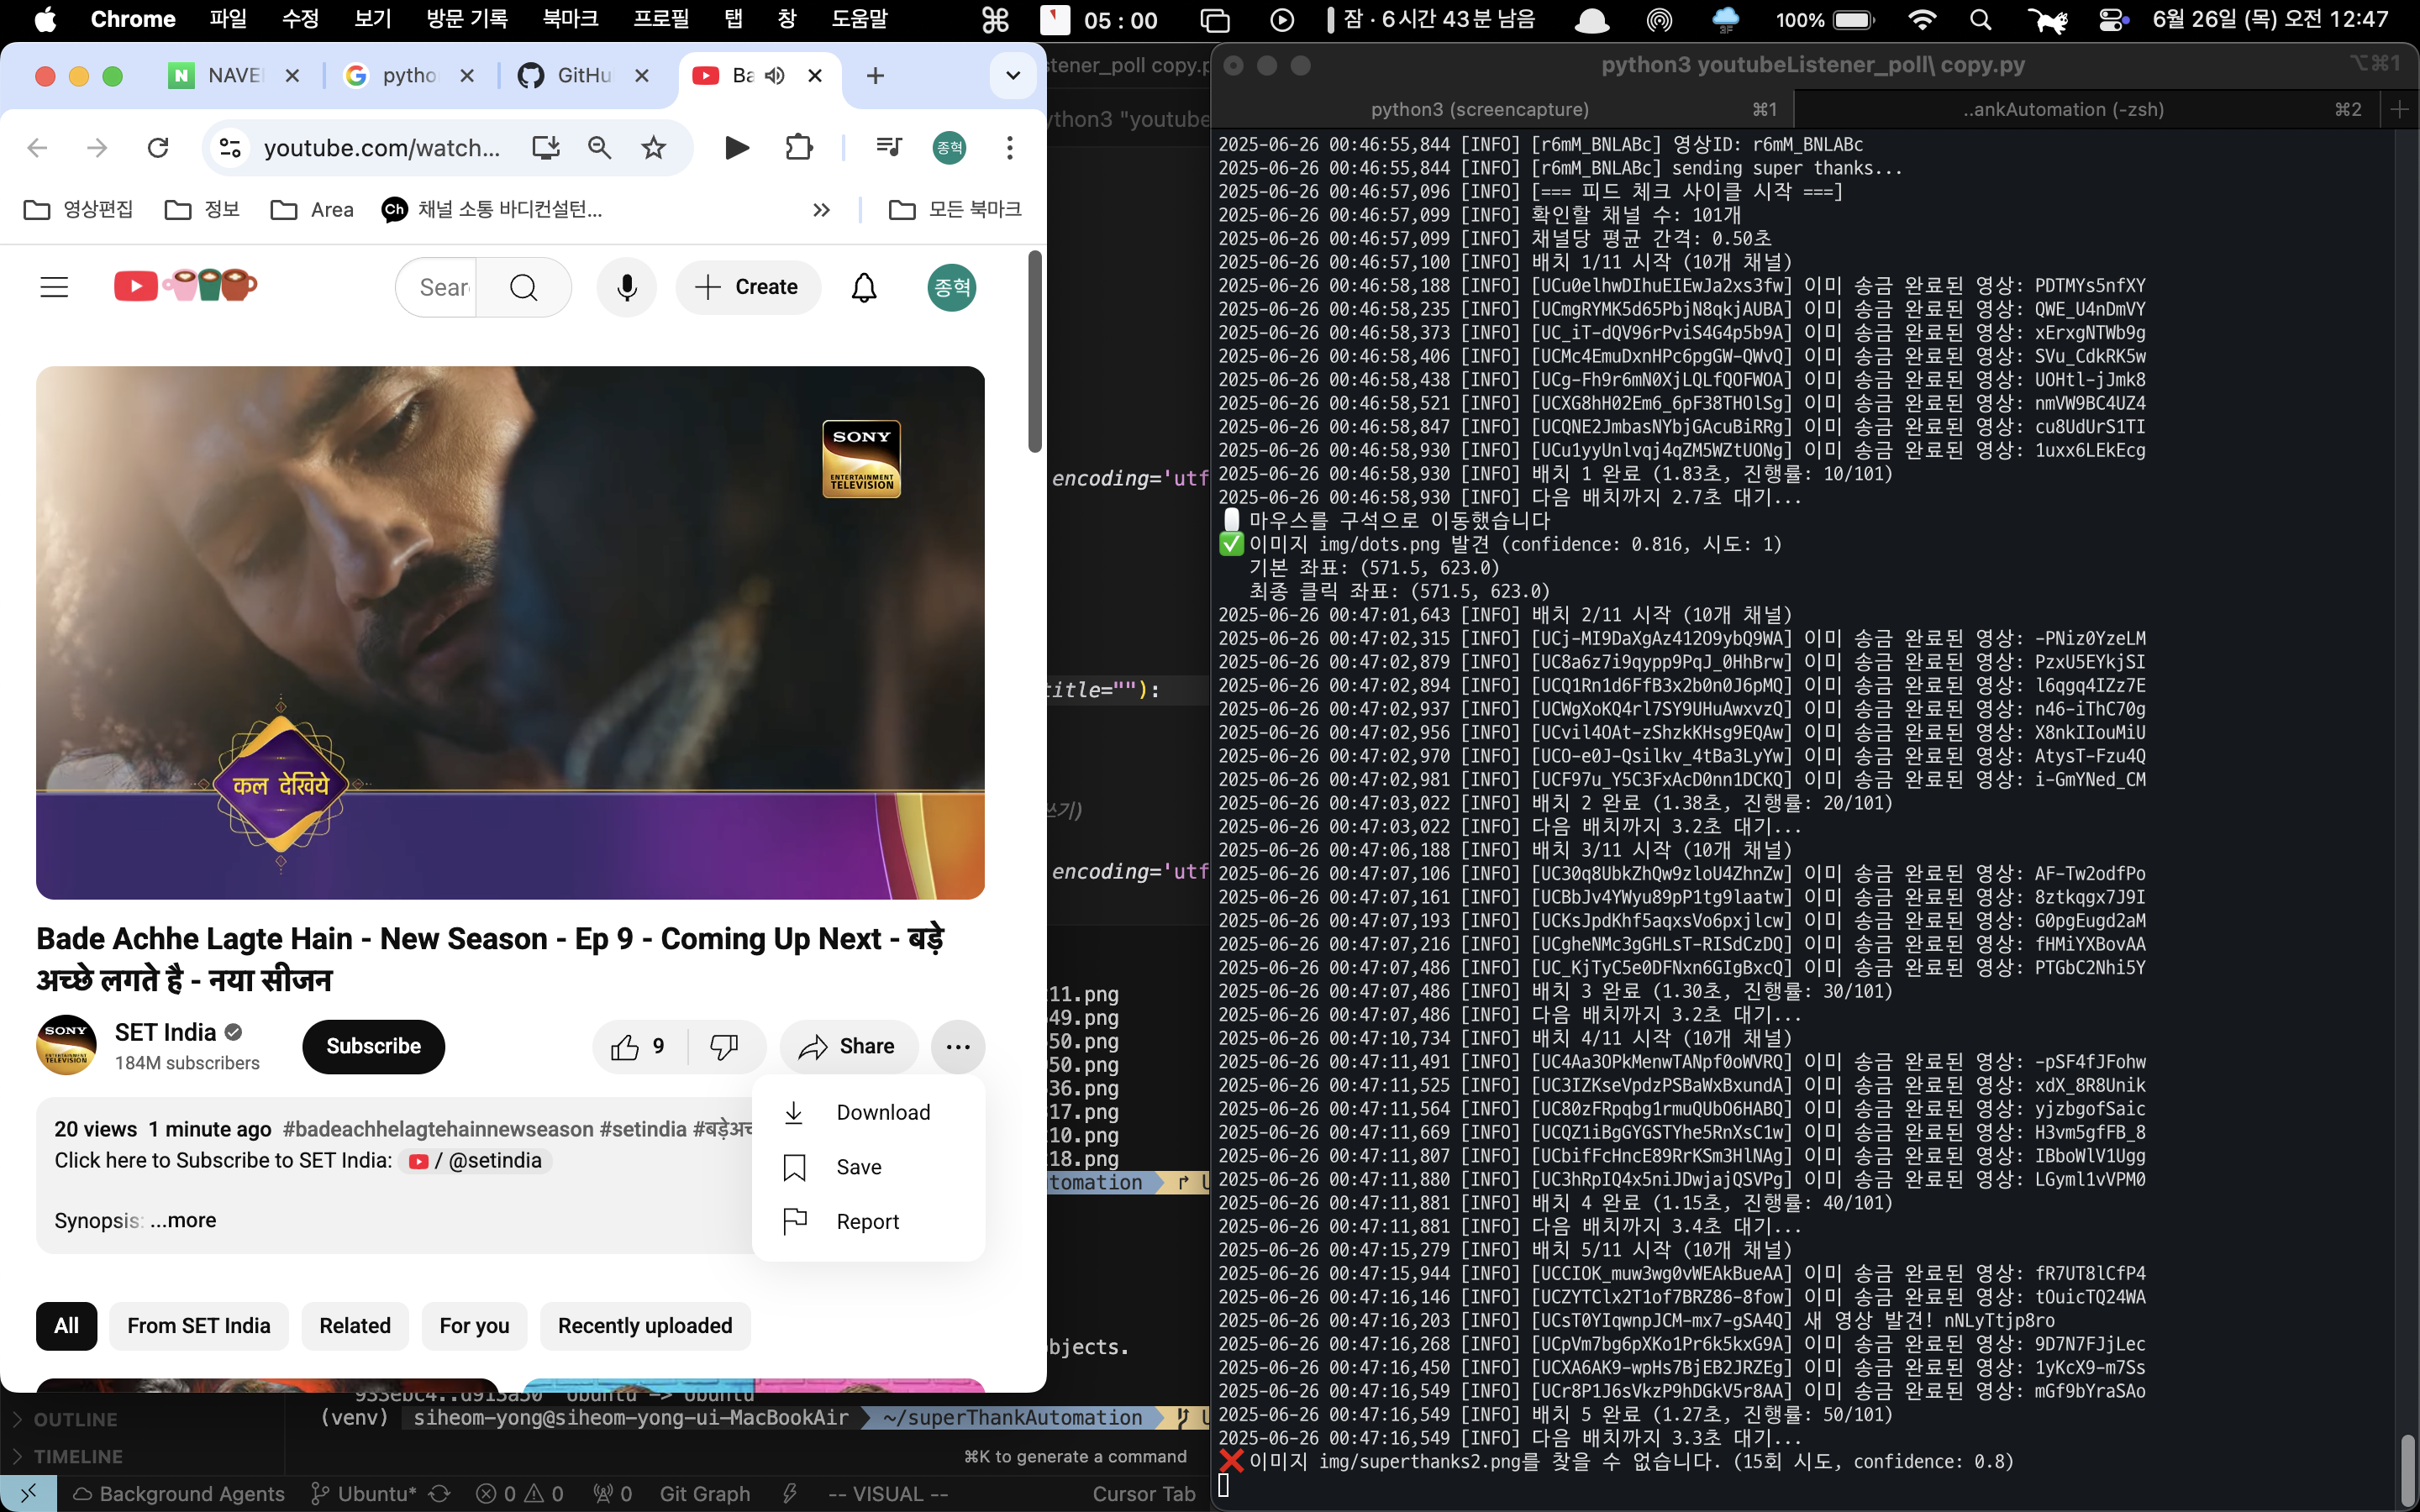 Chrome 파일 수정 보기 방문 기록 북마크 프로필 탭 창 도움말 05 : 00 잠 · 6시간 43분 남음 3F 100% 6월 26일 (목) 오전 12:47
NAVE pytho GitHu Ba
youtube.com/watch... 종혁
영상편집 정보 Area Ch 채널 소통 바디컨설턴... » 모든 북마크
Sear Create 종혁
SONY
ENTERTAINMENT
TELEVISION
कल देखिये
Bade Achhe Lagte Hain - New Season - Ep 9 - Coming Up Next - बड़े
अच्छे लगते है - नया सीजन
SONY
SET India
184M subscribers
Subscribe
9
Share
Download
Save
Report
20 views 1 minute ago #badeachhelagtehainnewseason #setindia
Click here to Subscribe to SET India: / @setindia
Synopsis: ...more
All From SET India Related For you Recently uploaded
stener_poll copy.p
ython3 "youtube
encoding='utf
title=""):
쓰기)
encoding='utf
11.png
49.png
50.png
50.png
36.png
17.png
10.png
18.png
tomation
bjects.
933ebc4..d913a50 Ubuntu -> Ubuntu
(venv) siheom-yong@siheom-yong-ui-MacBookAir ~/superThankAutomation
OUTLINE
TIMELINE
⌘K to generate a command
Background Agents Ubuntu* 0 0 0 Git Graph -- VISUAL -- Cursor Tab
python3 youtubeListener_poll\ copy.py ⌥⌘1
python3 (screencapture) ⌘1 ..ankAutomation (-zsh) ⌘2
2025-06-26 00:46:55,844 [INFO] [r6mM_BNLABc] 영상ID: r6mM_BNLABc
2025-06-26 00:46:55,844 [INFO] [r6mM_BNLABc] sending super thanks...
2025-06-26 00:46:57,096 [INFO] [=== 피드 체크 사이클 시작 ===]
2025-06-26 00:46:57,099 [INFO] 확인할 채널 수: 101개
2025-06-26 00:46:57,099 [INFO] 채널당 평균 간격: 0.50초
2025-06-26 00:46:57,100 [INFO] 배치 1/11 시작 (10개 채널)
2025-06-26 00:46:58,188 [INFO] [UCu0elhwDIhuEIEwJa2xs3fw] 이미 송금 완료된 영상: PDTMYs5nfXY
2025-06-26 00:46:58,235 [INFO] [UCmgRYMK5d65PbjN8qkjAUBA] 이미 송금 완료된 영상: QWE_U4nDmVY
2025-06-26 00:46:58,373 [INFO] [UC_iT-dQV96rPviS4G4p5b9A] 이미 송금 완료된 영상: xErxgNTWb9g
2025-06-26 00:46:58,406 [INFO] [UCMc4EmuDxnHPc6pgGW-QWvQ] 이미 송금 완료된 영상: SVu_CdkRK5w
2025-06-26 00:46:58,438 [INFO] [UCg-Fh9r6mN0XjLQLfQOFWOA] 이미 송금 완료된 영상: UOHtl-jJmk8
2025-06-26 00:46:58,521 [INFO] [UCXG8hH02Em6_6pF38THOlSg] 이미 송금 완료된 영상: nmVW9BC4UZ4
2025-06-26 00:46:58,847 [INFO] [UCQNE2JmbasNYbjGAcuBiRRg] 이미 송금 완료된 영상: cu8UdUrS1TI
2025-06-26 00:46:58,930 [INFO] [UCu1yyUnlvqj4qZM5WZtUONg] 이미 송금 완료된 영상: 1uxx6LEkEcg
2025-06-26 00:46:58,930 [INFO] 배치 1 완료 (1.83초, 진행률: 10/101)
2025-06-26 00:46:58,930 [INFO] 다음 배치까지 2.7초 대기...
마우스를 구석으로 이동했습니다
✅ 이미지 img/dots.png 발견 (confidence: 0.816, 시도: 1)
기본 좌표: (571.5, 623.0)
최종 클릭 좌표: (571.5, 623.0)
2025-06-26 00:47:01,643 [INFO] 배치 2/11 시작 (10개 채널)
2025-06-26 00:47:02,315 [INFO] [UCj-MI9DaXgAz412O9ybQ9WA] 이미 송금 완료된 영상: -PNiz0YzeLM
2025-06-26 00:47:02,879 [INFO] [UC8a6z7i9qypp9PqJ_0HhBrw] 이미 송금 완료된 영상: PzxU5EYkjSI
2025-06-26 00:47:02,894 [INFO] [UCQ1Rn1d6FfB3x2b0n0J6pMQ] 이미 송금 완료된 영상: l6qgq4IZz7E
2025-06-26 00:47:02,937 [INFO] [UCWgXoKQ4rl7SY9UHuAwxvzQ] 이미 송금 완료된 영상: n46-iThC70g
2025-06-26 00:47:02,956 [INFO] [UCvil4OAt-zShzkKHsg9EQAw] 이미 송금 완료된 영상: X8nkIIouMiU
2025-06-26 00:47:02,970 [INFO] [UCO-e0J-Qsilkv_4tBa3LyYw] 이미 송금 완료된 영상: AtysT-Fzu4Q
2025-06-26 00:47:02,981 [INFO] [UCF97u_Y5C3FxAcD0nn1DCKQ] 이미 송금 완료된 영상: i-GmYNed_CM
2025-06-26 00:47:03,022 [INFO] 배치 2 완료 (1.38초, 진행률: 20/101)
2025-06-26 00:47:03,022 [INFO] 다음 배치까지 3.2초 대기...
2025-06-26 00:47:06,188 [INFO] 배치 3/11 시작 (10개 채널)
2025-06-26 00:47:07,106 [INFO] [UC30q8UbkZhQw9zloU4ZhnZw] 이미 송금 완료된 영상: AF-Tw2odfPo
2025-06-26 00:47:07,161 [INFO] [UCBbJv4YWyu89pP1tg9laatw] 이미 송금 완료된 영상: 8ztkqgx7J9I
2025-06-26 00:47:07,193 [INFO] [UCKsJpdKhf5aqxsVo6pxjlcw] 이미 송금 완료된 영상: G0pgEugd2aM
2025-06-26 00:47:07,216 [INFO] [UCgheNMc3gGHLsT-RISdCzDQ] 이미 송금 완료된 영상: fHMiYXBovAA
2025-06-26 00:47:07,486 [INFO] [UC_KjTyC5e0DFNxn6GIgBxcQ] 이미 송금 완료된 영상: PTGbC2Nhi5Y
2025-06-26 00:47:07,486 [INFO] 배치 3 완료 (1.30초, 진행률: 30/101)
2025-06-26 00:47:07,486 [INFO] 다음 배치까지 3.2초 대기...
2025-06-26 00:47:10,734 [INFO] 배치 4/11 시작 (10개 채널)
2025-06-26 00:47:11,491 [INFO] [UC4Aa3OPkMenwTANpf0oWVRQ] 이미 송금 완료된 영상: -pSF4fJFohw
2025-06-26 00:47:11,525 [INFO] [UC3IZKseVpdzPSBaWxBxundA] 이미 송금 완료된 영상: xdX_8R8Unik
2025-06-26 00:47:11,564 [INFO] [UC80zFRpqbg1rmuQUbO6HABQ] 이미 송금 완료된 영상: yjzbgofSaic
2025-06-26 00:47:11,669 [INFO] [UCQZ1iBgGYGSTYhe5RnXsC1w] 이미 송금 완료된 영상: H3vm5gfFB_8
2025-06-26 00:47:11,807 [INFO] [UCbifFcHncE89RrKSm3HlNAg] 이미 송금 완료된 영상: IBboWlV1Ugg
2025-06-26 00:47:11,880 [INFO] [UC3hRpIQ4x5niJDwjajQSVPg] 이미 송금 완료된 영상: LGyml1vVPM0
2025-06-26 00:47:11,881 [INFO] 배치 4 완료 (1.15초, 진행률: 40/101)
2025-06-26 00:47:11,881 [INFO] 다음 배치까지 3.4초 대기...
2025-06-26 00:47:15,279 [INFO] 배치 5/11 시작 (10개 채널)
2025-06-26 00:47:15,944 [INFO] [UCCIOK_muw3wg0vWEAkBueAA] 이미 송금 완료된 영상: fR7UT8lCfP4
2025-06-26 00:47:16,146 [INFO] [UCZYTClx2T1of7BRZ86-8fow] 이미 송금 완료된 영상: tOuicTQ24WA
2025-06-26 00:47:16,203 [INFO] [UCsT0YIqwnpJCM-mx7-gSA4Q] 새 영상 발견! nNLyTtjp8ro
2025-06-26 00:47:16,268 [INFO] [UCpVm7bg6pXKo1Pr6k5kxG9A] 이미 송금 완료된 영상: 9D7N7FJjLec
2025-06-26 00:47:16,450 [INFO] [UCXA6AK9-wpHs7BjEB2JRZEg] 이미 송금 완료된 영상: 1yKcX9-m7Ss
2025-06-26 00:47:16,549 [INFO] [UCr8P1J6sVkzP9hDGkV5r8AA] 이미 송금 완료된 영상: mGf9bYraSAo
2025-06-26 00:47:16,549 [INFO] 배치 5 완료 (1.27초, 진행률: 50/101)
2025-06-26 00:47:16,549 [INFO] 다음 배치까지 3.3초 대기...
❌ 이미지 img/superthanks2.png를 찾을 수 없습니다. (15회 시도, confidence: 0.8)